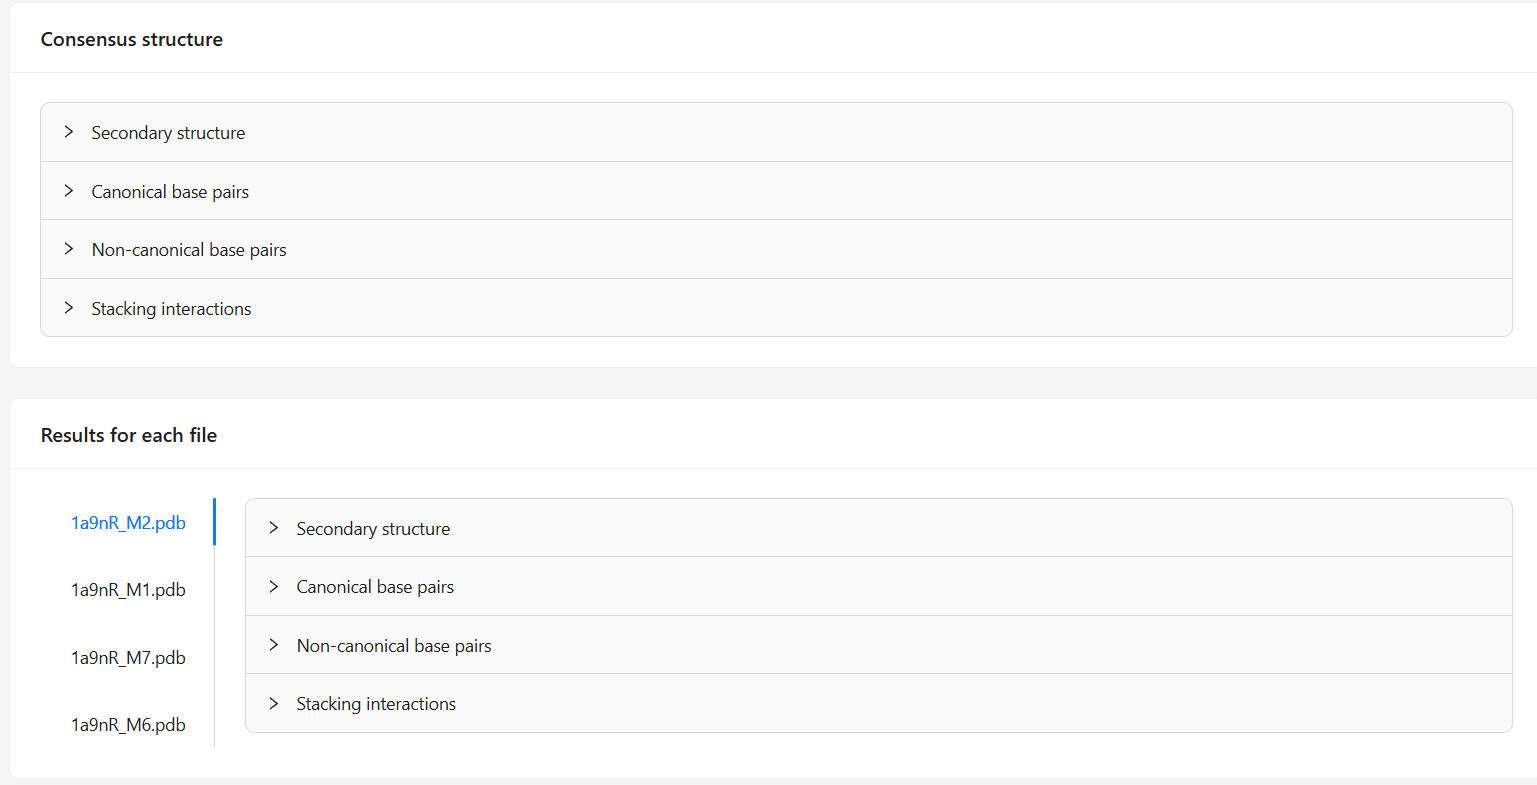 Consensus structure
Secondary structure
Canonical base pairs
Non-canonical base pairs
Stacking interactions
Results for each file
1a9nR_M2.pdb
1a9nR_M1.pdb
1a9nR_M7.pdb
1a9nR_M6.pdb
Secondary structure
Canonical base pairs
Non-canonical base pairs
Stacking interactions